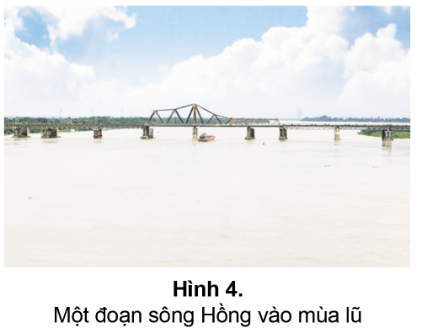 Hình 4.
Một đoạn sông Hồng vào mùa lũ